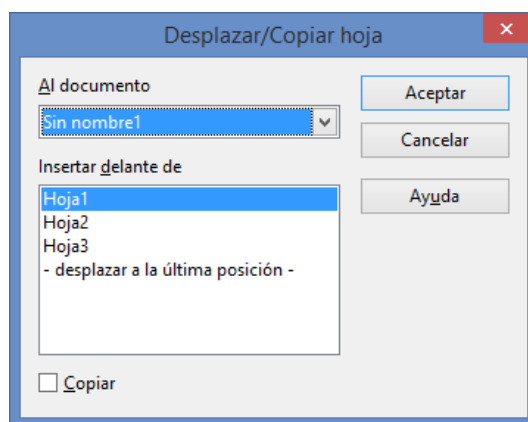 Desplazar/Copiar hoja
Al documento
Sin nombre1
Insertar delante de
Hoja1
Hoja2
Hoja3
- desplazar a la última posición -
Copiar
Aceptar
Cancelar
Ayuda